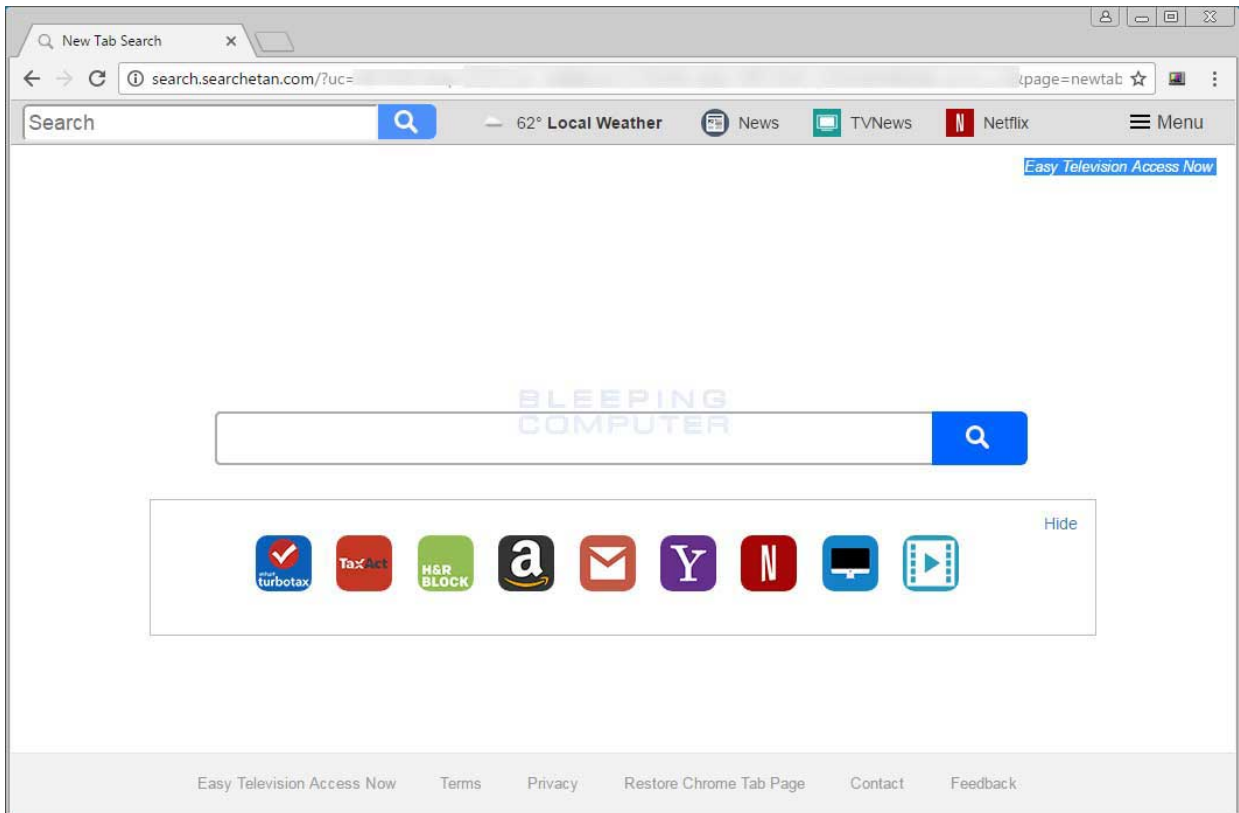 New Tab Search
search.searchetan.com/?uc=
page=newtab
Search
62° Local Weather
News
TVNews
Netflix
Menu
Easy Television Access Now
BLEEPING
COMPUTER
Hide
intuit
turbotax
TaxAct
H&R
BLOCK
a
Y
N
Easy Television Access Now
Terms
Privacy
Restore Chrome Tab Page
Contact
Feedback